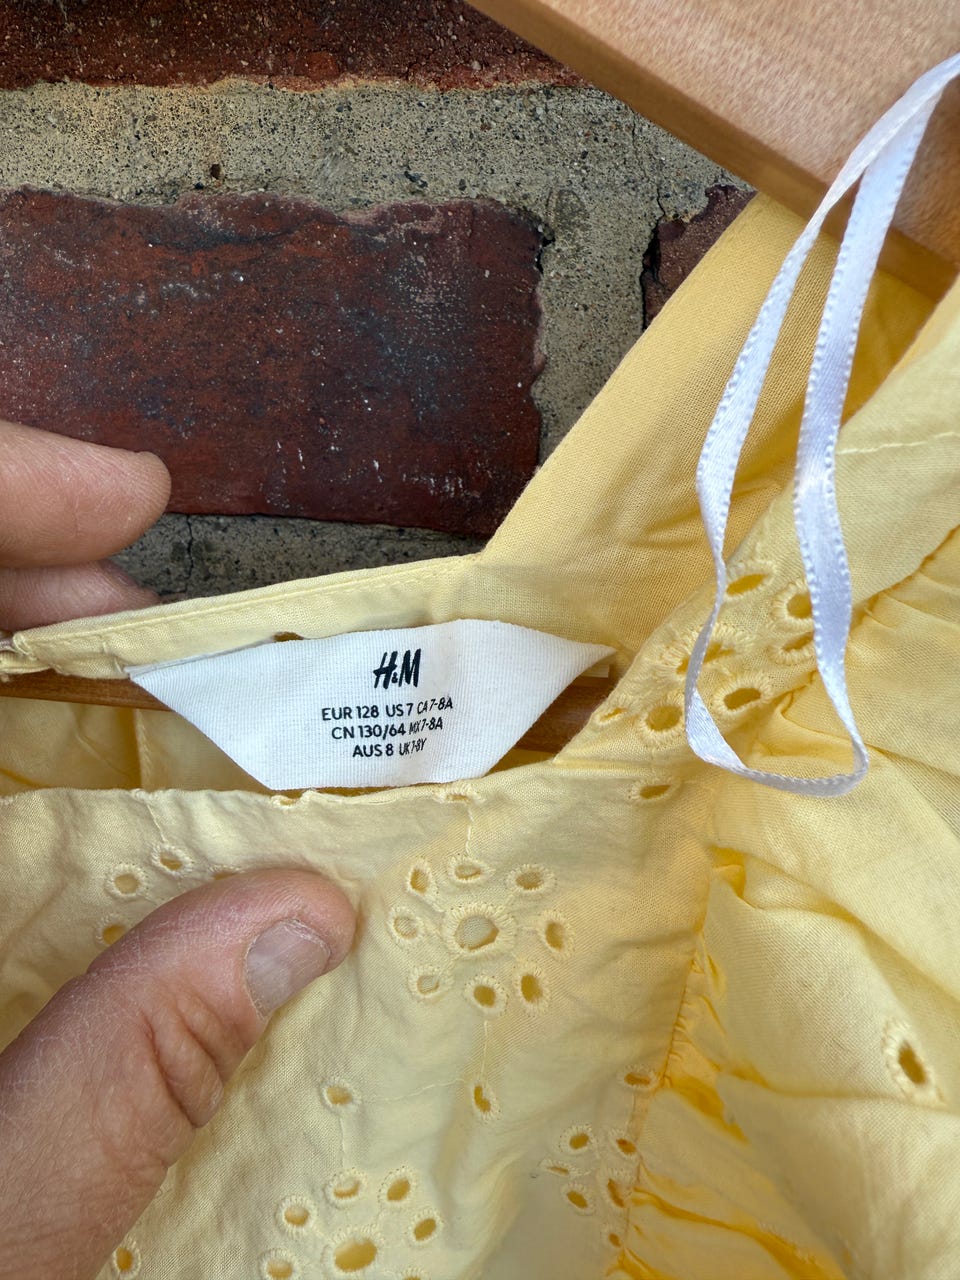 H&M
EUR 128 US 7 CA 7-8A
CN 130/64 MX 7-8A
AUS 8 UK 7-8Y